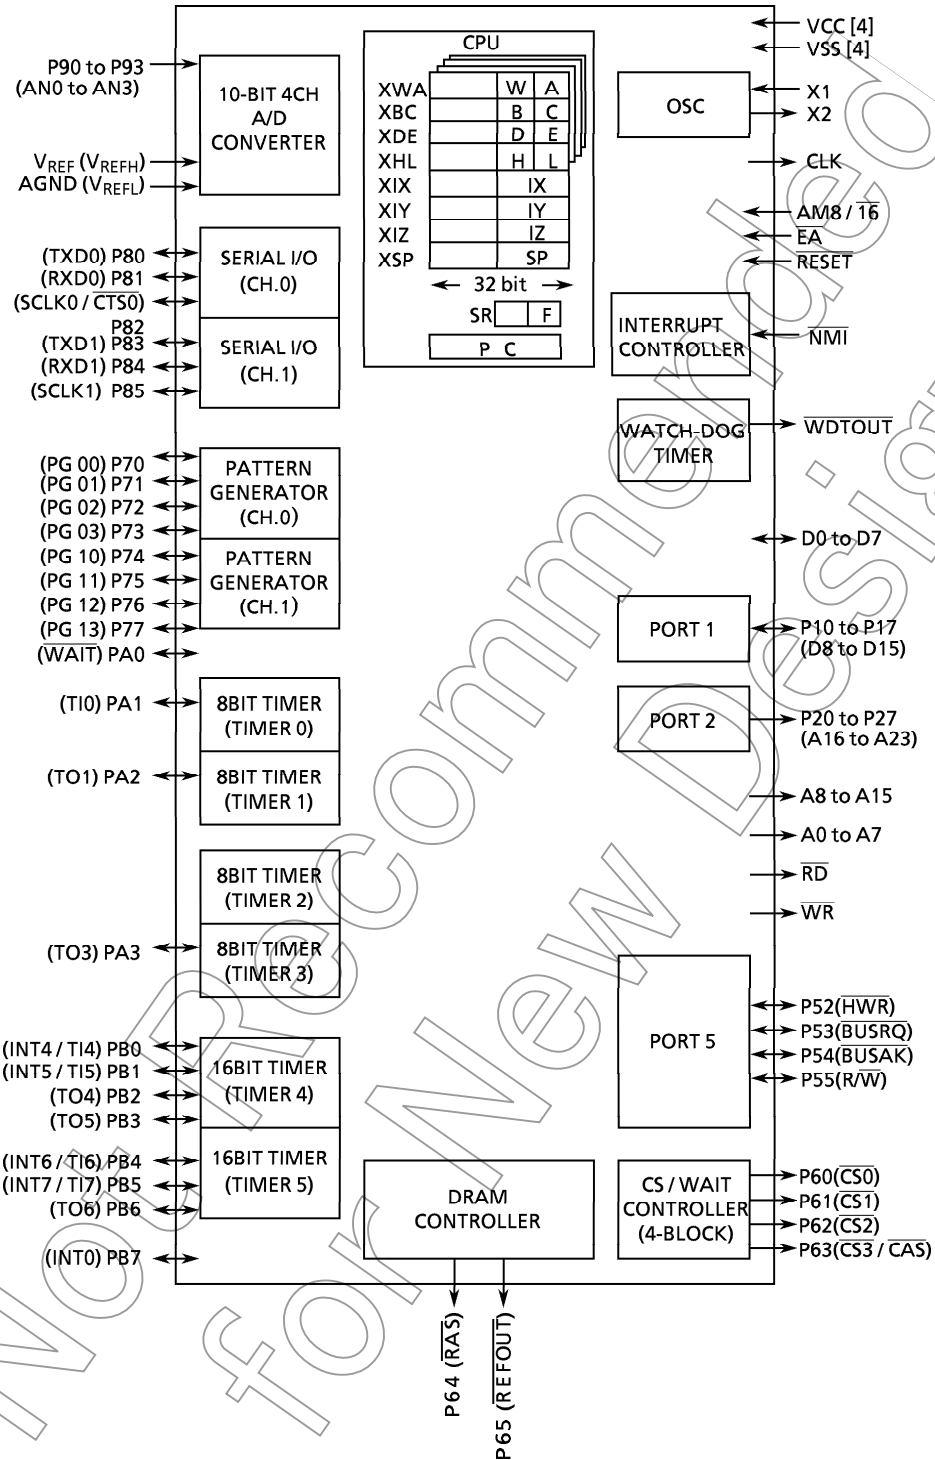 P90 to P93
(AN0 to AN3)
VREF (VREFH)
AGND (VREFL)
10-BIT 4CH
A/D
CONVERTER
(TXD0) P80
(RXD0) P81
(SCLK0 / CTS0)
P82
(TXD1) P83
(RXD1) P84
(SCLK1) P85
SERIAL I/O
(CH.0)
SERIAL I/O
(CH.1)
(PG 00) P70
(PG 01) P71
(PG 02) P72
(PG 03) P73
(PG 10) P74
(PG 11) P75
(PG 12) P76
(PG 13) P77
(WAIT) PA0
PATTERN
GENERATOR
(CH.0)
PATTERN
GENERATOR
(CH.1)
(TI0) PA1
(TO1) PA2
8BIT TIMER
(TIMER 0)
8BIT TIMER
(TIMER 1)
(TO3) PA3
8BIT TIMER
(TIMER 2)
8BIT TIMER
(TIMER 3)
(INT4 / TI4) PB0
(INT5 / TI5) PB1
(TO4) PB2
(TO5) PB3
(INT6 / TI6) PB4
(INT7 / TI7) PB5
(TO6) PB6
(INT0) PB7
16BIT TIMER
(TIMER 4)
16BIT TIMER
(TIMER 5)
CPU
XWA W A
XBC B C
XDE D E
XHL H L
XIX IX
XIY IY
XIZ IZ
XSP SP
32 bit
SR F
P C
DRAM
CONTROLLER
P64 (RAS)
P65 (REFOUT)
VCC [4]
VSS [4]
OSC
X1
X2
CLK
AM8 / 16
EA
RESET
INTERRUPT
CONTROLLER
NMI
WATCH-DOG
TIMER
WDTOUT
D0 to D7
PORT 1
P10 to P17
(D8 to D15)
PORT 2
P20 to P27
(A16 to A23)
A8 to A15
A0 to A7
RD
WR
PORT 5
P52(HWR)
P53(BUSRQ)
P54(BUSAK)
P55(R/W)
CS / WAIT
CONTROLLER
(4-BLOCK)
P60(CS0)
P61(CS1)
P62(CS2)
P63(CS3 / CAS)
Not Recommended
for New Desig